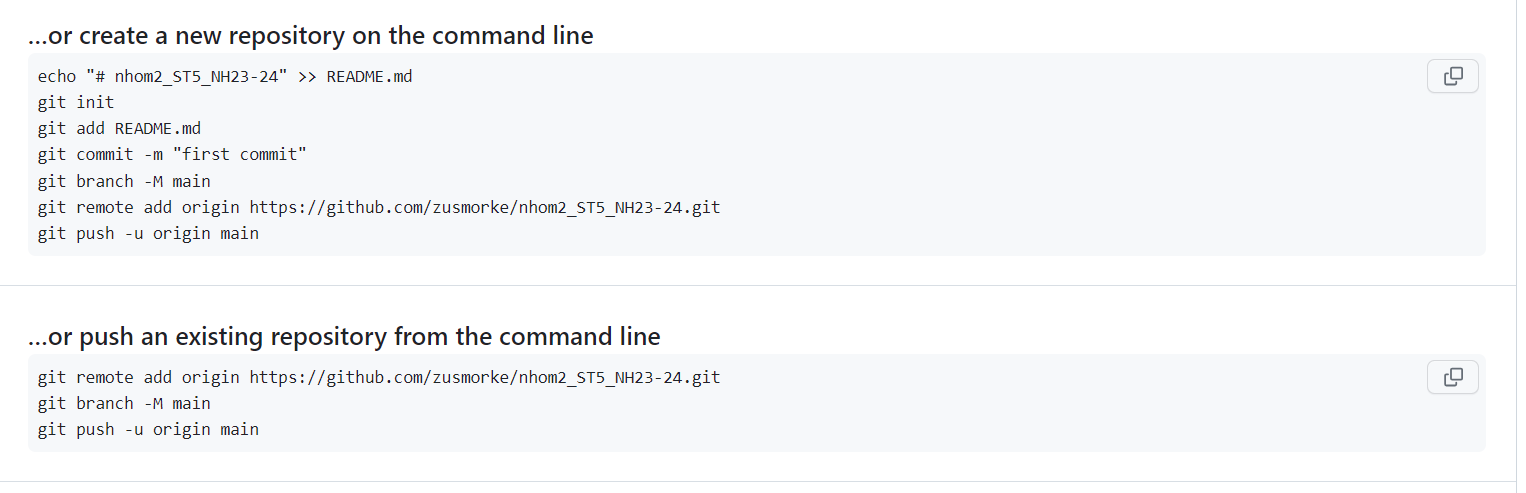 ...or create a new repository on the command line
echo "# nhom2_ST5_NH23-24" >> README.md
git init
git add README.md
git commit -m "first commit"
git branch -M main
git remote add origin https://github.com/zusmorke/nhom2_ST5_NH23-24.git
git push -u origin main
...or push an existing repository from the command line
git remote add origin https://github.com/zusmorke/nhom2_ST5_NH23-24.git
git branch -M main
git push -u origin main